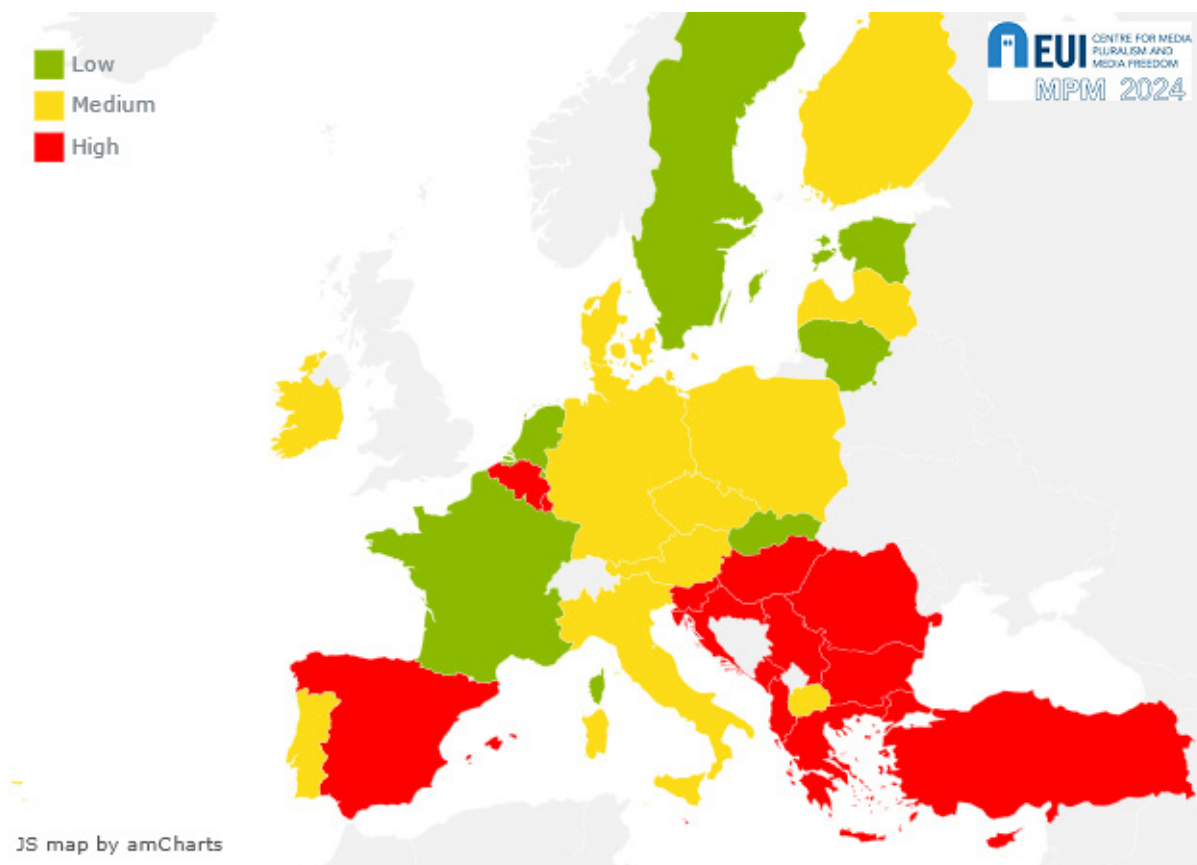 Low
Medium
High
EUI
CENTRE FOR MEDIA
PLURALISM AND
MEDIA FREEDOM
MPM 2024
JS map by amCharts